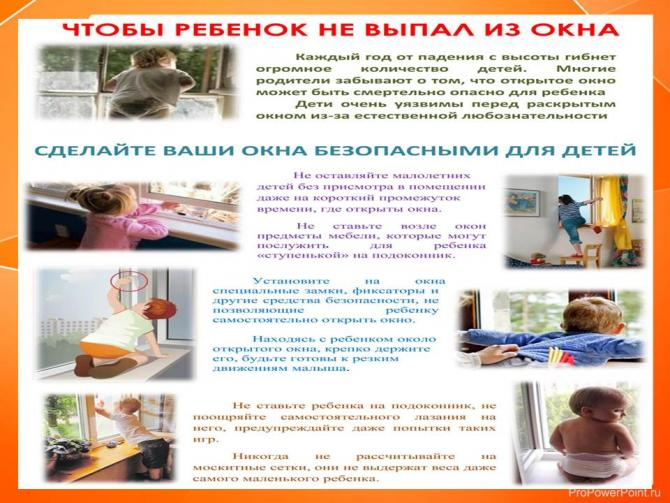 ЧТОБЫ РЕБЕНОК НЕ ВЫПАЛ ИЗ ОКНА
Каждый год от падения с высоты гибнет
огромное количество детей. Многие
родители забывают о том, что открытое окно
может быть смертельно опасно для ребенка
Дети очень уязвимы перед раскрытым
окном из-за естественной любознательности
СДЕЛАЙТЕ ВАШИ ОКНА БЕЗОПАСНЫМИ ДЛЯ ДЕТЕЙ
Не оставляйте малолетних
детей без присмотра в помещении
даже на короткий промежуток
времени, где открыты окна.
Не ставьте возле окон
предметы мебели, которые могут
послужить для ребенка
«ступенькой» на подоконник.
Установите на окна
специальные замки, фиксаторы и
другие средства безопасности, не
позволяющие ребенку
самостоятельно открыть окно.
Находясь с ребенком около
открытого окна, крепко держите
его, будьте готовы к резким
движениям малыша.
Не ставьте ребенка на подоконник, не
поощряйте самостоятельного лазания на
него, предупреждайте даже попытки таких
игр.
Никогда не рассчитывайте на
москитные сетки, они не выдержат веса даже
самого маленького ребенка.
ProPowerPoint.ru